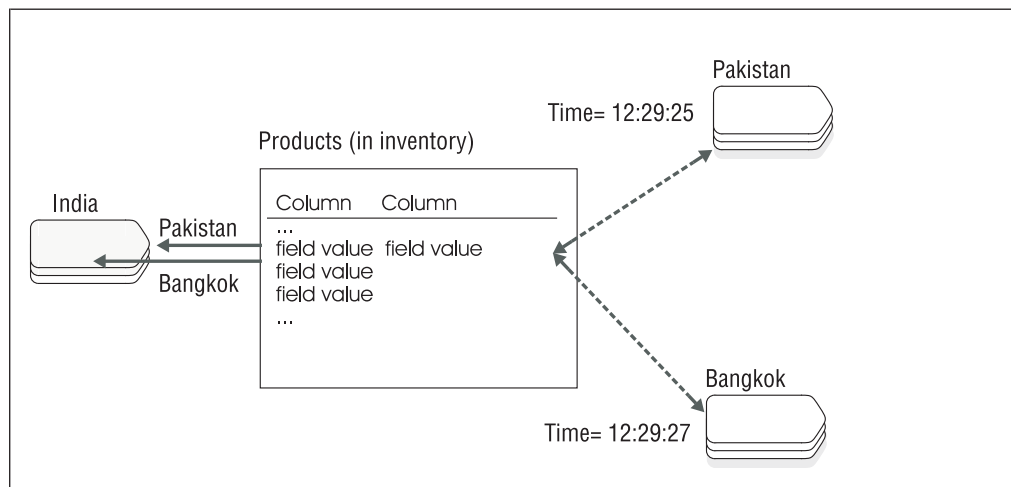 Pakistan
Time= 12:29:25
Products (in inventory)
Column Column
India
Pakistan
...
field value field value
field value
Bangkok
field value
...
Bangkok
Time= 12:29:27